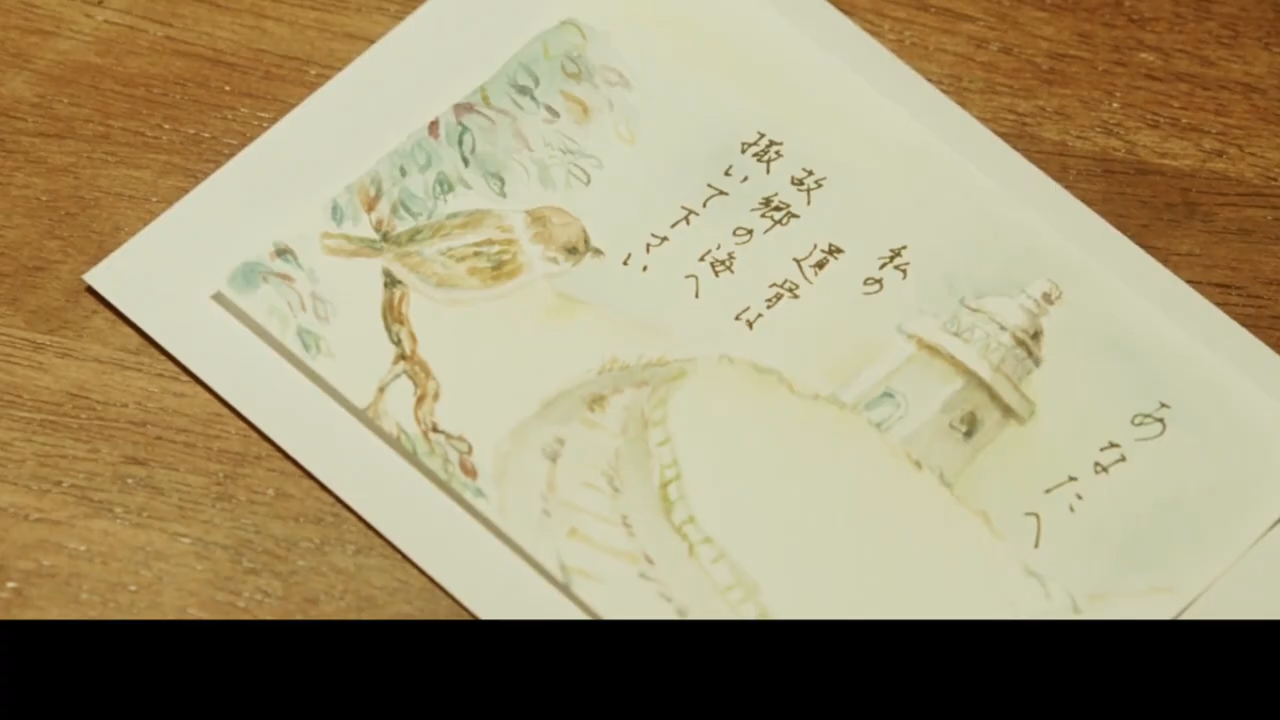 あなたへ
私の
遺骨は
故郷の海へ
撒いて下さい